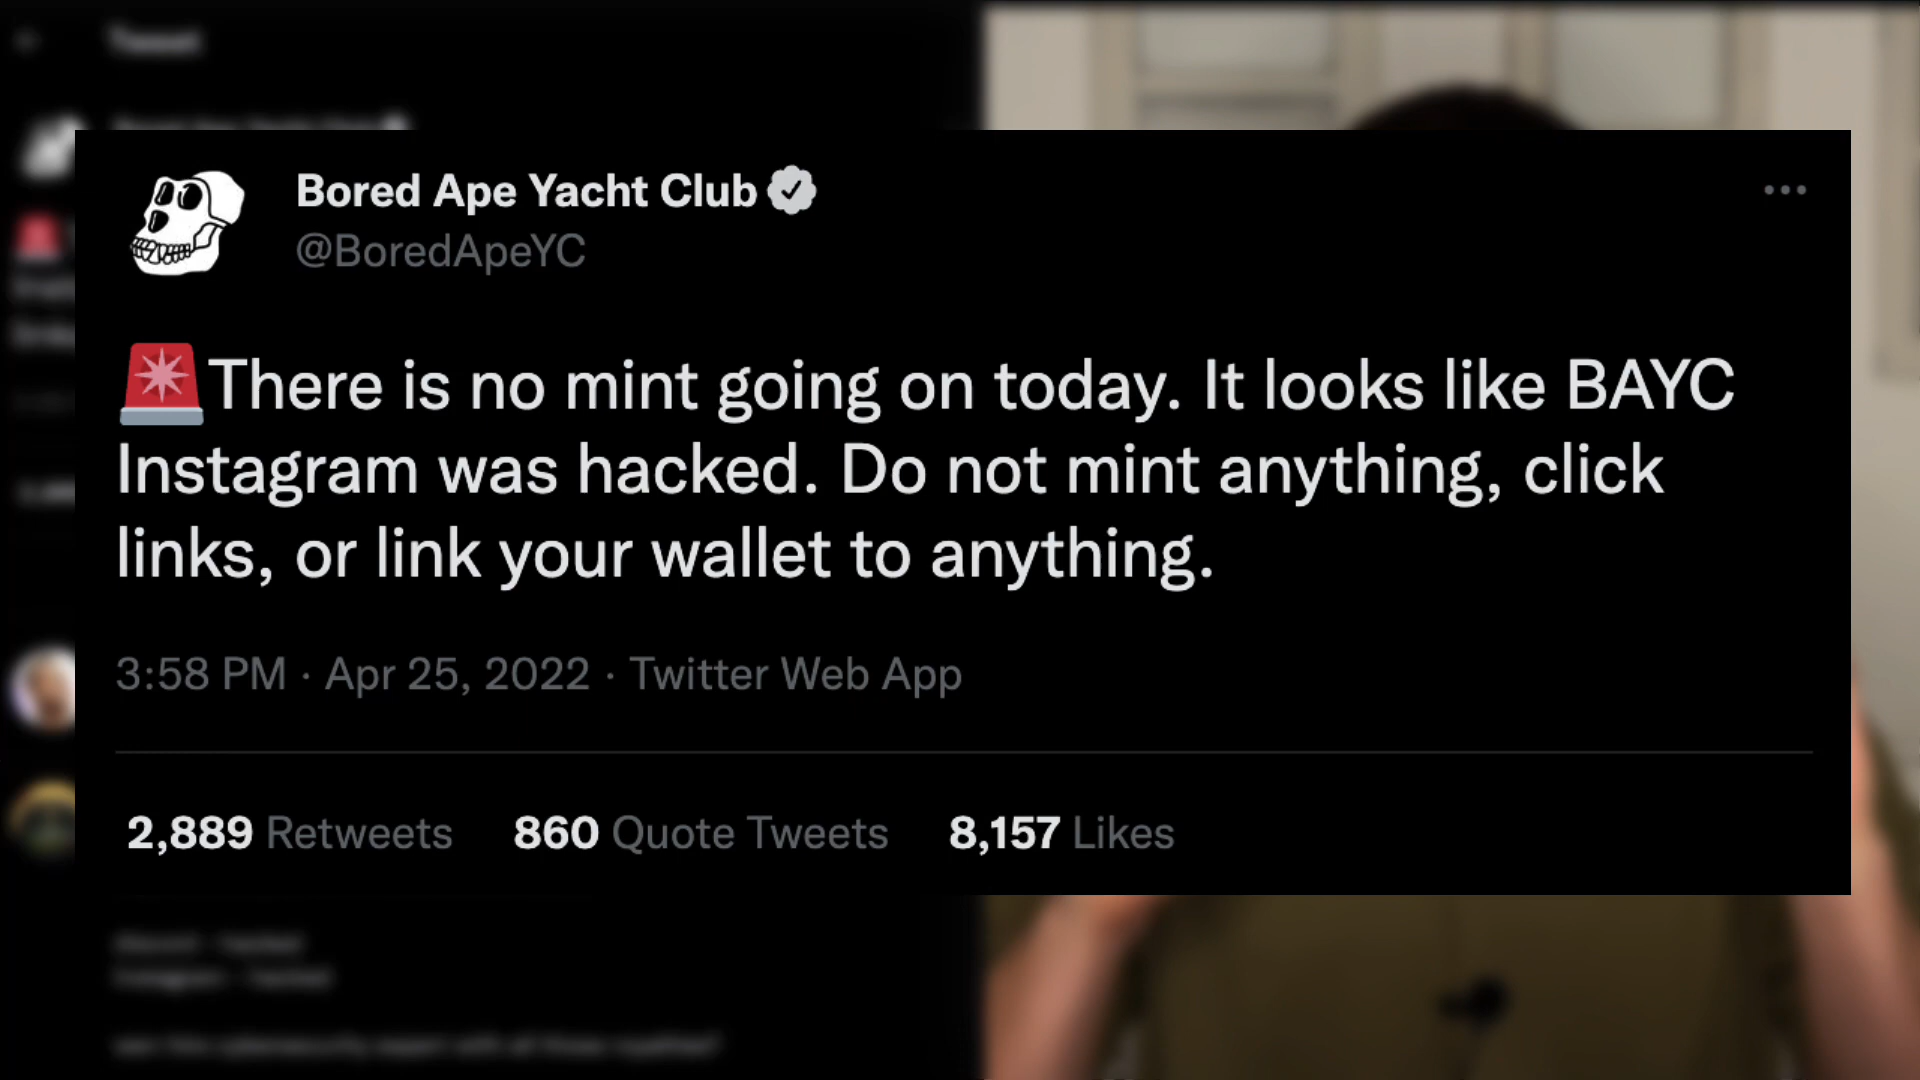 Tweet
Bored Ape Yacht Club
@BoredApeYC
🚨There is no mint going on today. It looks like BAYC
Instagram was hacked. Do not mint anything, click
links, or link your wallet to anything.
3:58 PM · Apr 25, 2022 · Twitter Web App
2,889 Retweets 860 Quote Tweets 8,157 Likes